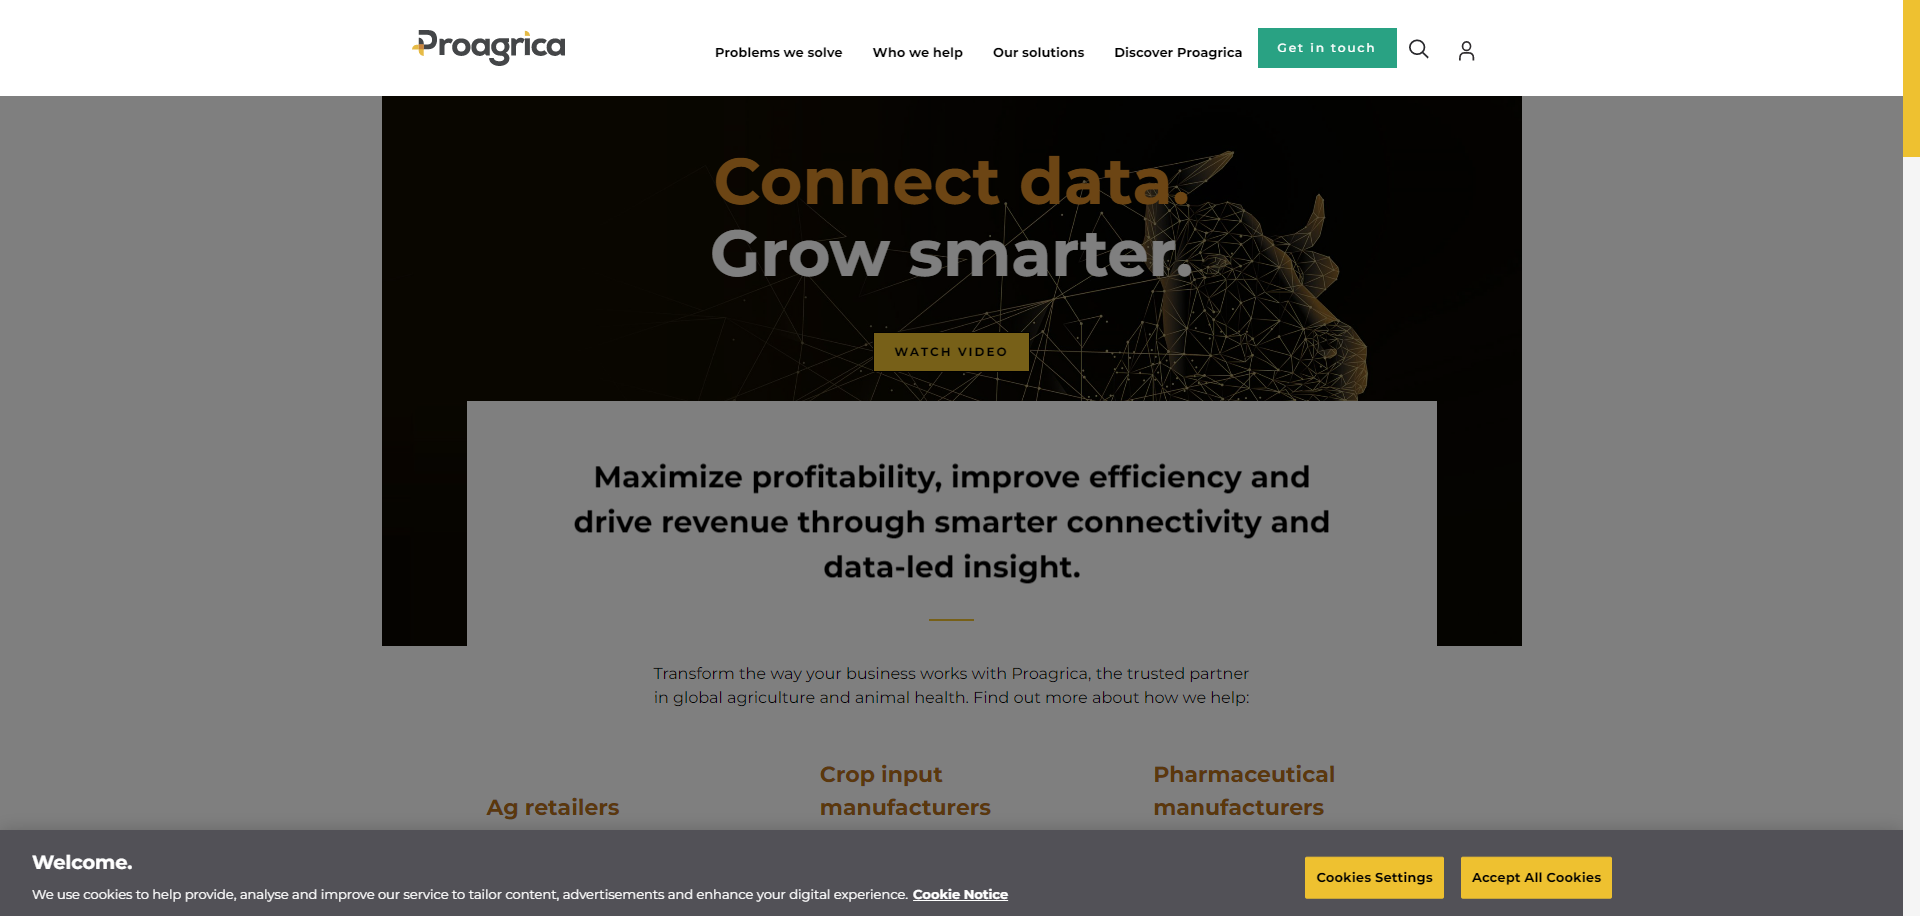 Proagrica
Problems we solve
Who we help
Our solutions
Discover Proagrica
Get in touch
Connect data.
Grow smarter.
WATCH VIDEO
Maximize profitability, improve efficiency and
drive revenue through smarter connectivity and
data-led insight.
Transform the way your business works with Proagrica, the trusted partner
in global agriculture and animal health. Find out more about how we help:
Ag retailers
Crop input
manufacturers
Pharmaceutical
manufacturers
Welcome.
We use cookies to help provide, analyse and improve our service to tailor content, advertisements and enhance your digital experience. Cookie Notice
Cookies Settings
Accept All Cookies